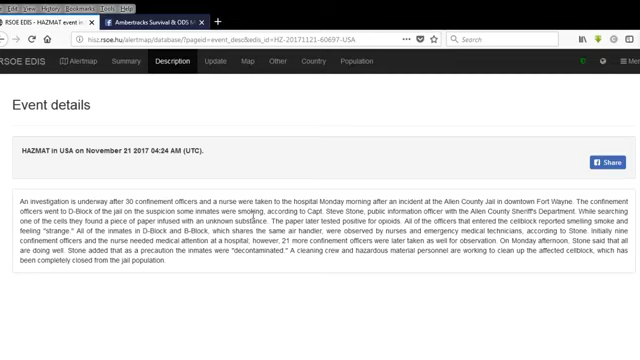 File Edit View History Bookmarks Tools Help
RSOE EDIS - HAZMAT event in
Ambertracks Survival & ODS M
hisz.rsoe.hu/alertmap/database/?pageid=event_desc&edis_id=HZ-20171121-60697-USA
Search
RSOE EDIS Alertmap Summary Description Update Map Other Country Population Men
Event details
HAZMAT in USA on November 21 2017 04:24 AM (UTC).
Share
An investigation is underway after 30 confinement officers and a nurse were taken to the hospital Monday morning after an incident at the Allen County Jail in downtown Fort Wayne. The confinement
officers went to D-Block of the jail on the suspicion some inmates were smoking, according to Capt. Steve Stone, public information officer with the Allen County Sheriff's Department. While searching
one of the cells they found a piece of paper infused with an unknown substance. The paper later tested positive for opioids. All of the officers that entered the cellblock reported smelling smoke and
feeling "strange." All of the inmates in D-Block and B-Block, which shares the same air handler, were observed by nurses and emergency medical technicians, according to Stone. Initially nine
confinement officers and the nurse needed medical attention at a hospital; however, 21 more confinement officers were later taken as well for observation. On Monday afternoon, Stone said that all
are doing well. Stone added that as a precaution the inmates were "decontaminated." A cleaning crew and hazardous material personnel are working to clean up the affected cellblock, which has
been completely closed from the jail population.